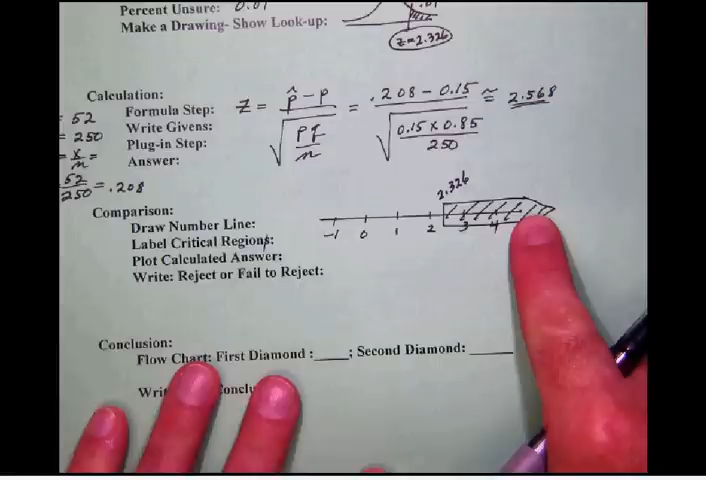 Percent Unsure: 0.01
Make a Drawing- Show Look-up:
.01
z=2.326
Calculation:
Formula Step:
Write Givens:
Plug-in Step:
Answer:
= 52
= 250
= x/n =
52/250 = .208
Z = p̂ - p / √(pq/n) = .208 - 0.15 / √(0.15 x 0.85 / 250) ≅ 2.568
Comparison:
Draw Number Line:
Label Critical Regions:
Plot Calculated Answer:
Write: Reject or Fail to Reject:
2.326
-1 0 1 2 3 4
Conclusion:
Flow Chart: First Diamond :____; Second Diamond: ____